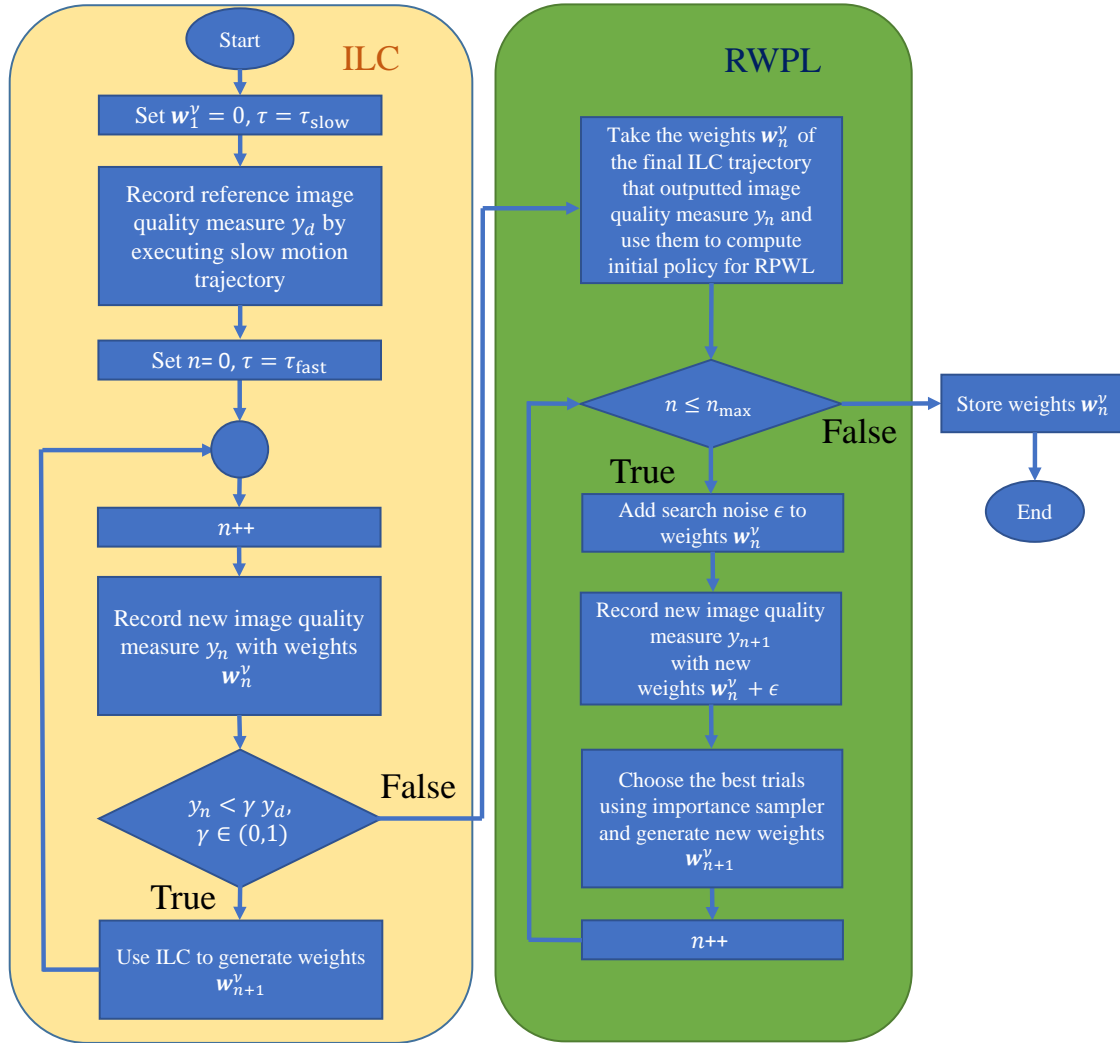 Start
ILC
Set 𝒘₁^ν = 0, τ = τ_slow
Record reference image
quality measure y_d by
executing slow motion
trajectory
Set n= 0, τ = τ_fast
n++
Record new image quality
measure y_n with weights
𝒘_n^ν
y_n < γ y_d,
γ ∈ (0,1)
False
True
Use ILC to generate weights
𝒘_{n+1}^ν
RWPL
Take the weights 𝒘_n^ν of
the final ILC trajectory
that outputted image
quality measure y_n and
use them to compute
initial policy for RPWL
n ≤ n_max
False
True
Add search noise ϵ to
weights 𝒘_n^ν
Record new image quality
measure y_{n+1}
with new
weights 𝒘_n^ν + ϵ
Choose the best trials
using importance sampler
and generate new weights
𝒘_{n+1}^ν
n++
Store weights 𝒘_n^ν
End